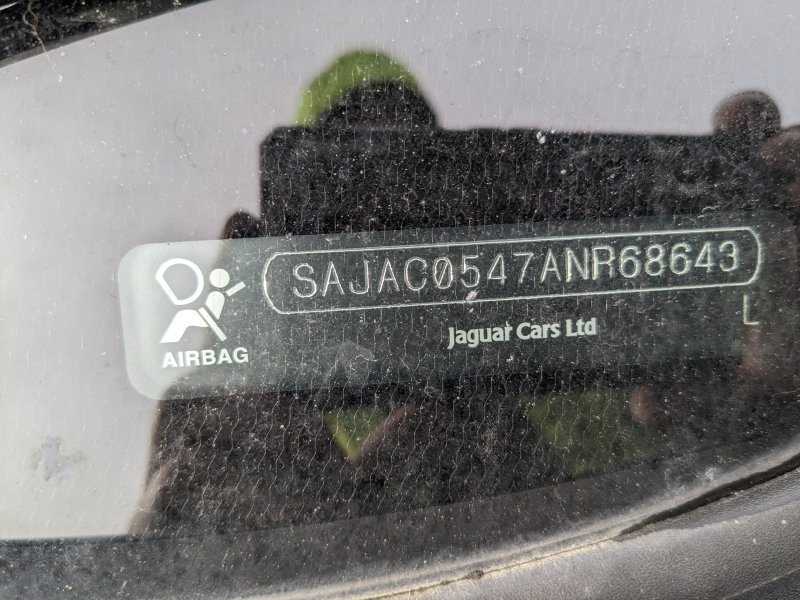 SAJAC0547ANR68643
L
Jaguar Cars Ltd
AIRBAG